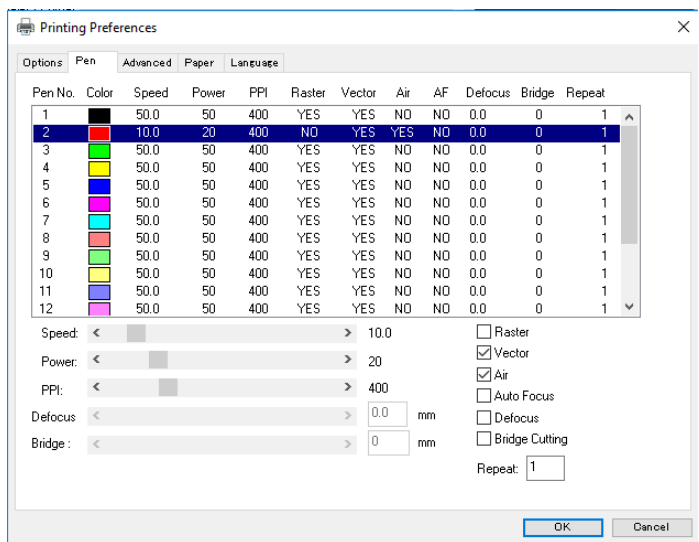 Printing Preferences
Options Pen Advanced Paper Language
Pen No. Color Speed Power PPI Raster Vector Air AF Defocus Bridge Repeat
1 50.0 50 400 YES YES NO NO 0.0 0 1
2 10.0 20 400 NO YES YES NO 0.0 0 1
3 50.0 50 400 YES YES NO NO 0.0 0 1
4 50.0 50 400 YES YES NO NO 0.0 0 1
5 50.0 50 400 YES YES NO NO 0.0 0 1
6 50.0 50 400 YES YES NO NO 0.0 0 1
7 50.0 50 400 YES YES NO NO 0.0 0 1
8 50.0 50 400 YES YES NO NO 0.0 0 1
9 50.0 50 400 YES YES NO NO 0.0 0 1
10 50.0 50 400 YES YES NO NO 0.0 0 1
11 50.0 50 400 YES YES NO NO 0.0 0 1
12 50.0 50 400 YES YES NO NO 0.0 0 1
Speed: 10.0 Raster
Vector
Power: 20
Air
PPI: 400
Auto Focus
Defocus 0.0 mm Defocus
Bridge : 0 mm Bridge Cutting
Repeat: 1
OK Cancel